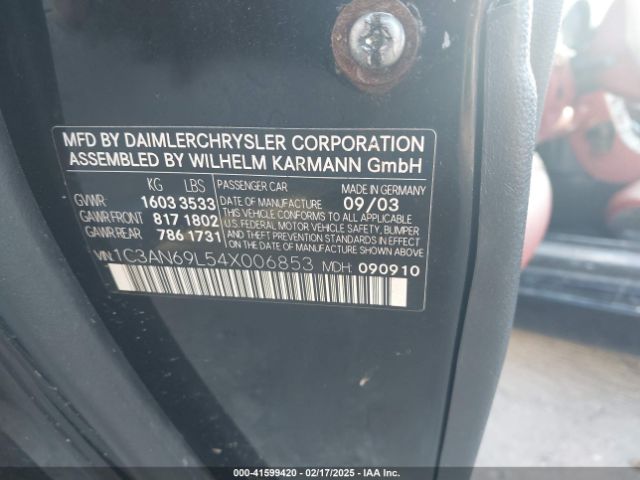 MFD BY DAIMLERCHRYSLER CORPORATION
ASSEMBLED BY WILHELM KARMANN GmbH
KG LBS PASSENGER CAR MADE IN GERMANY
GVWR: 1603 3533 DATE OF MANUFACTURE 09/03
GAWR FRONT 817 1802 THIS VEHICLE CONFORMS TO ALL APPLICABLE
GAWR REAR 786 1731 U.S. FEDERAL MOTOR VEHICLE SAFETY, BUMPER
AND THEFT PREVENTION STANDARDS IN EFFECT
ON THE DATE OF MANUFACTURE SHOWN ABOVE
VIN: 1C3AN69L54X006853 MDH: 090910
00-41599420 | 02/17/2025 | IAA Inc.